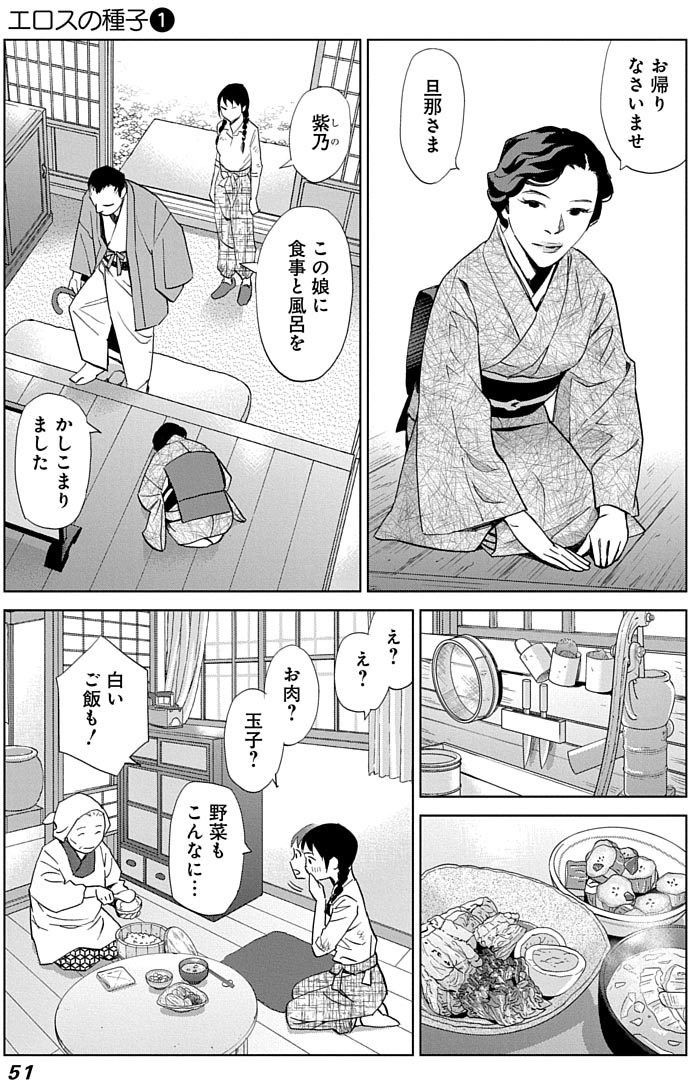 エロスの種子❶
お帰り
なさいませ
旦那さま
紫乃
しの
この娘に
食事と風呂を
かしこまり
ました
え?
え?
お肉?
玉子?
野菜も
こんなに…
白い
ご飯も!
51